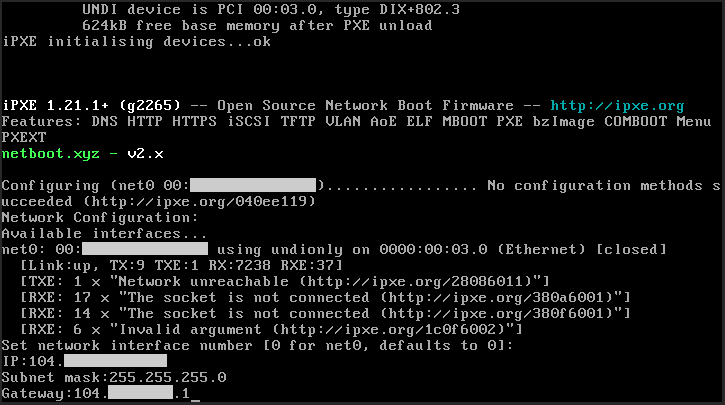 UNDI device is PCI 00:03.0, type DIX+802.3
624kB free base memory after PXE unload
iPXE initialising devices...ok
iPXE 1.21.1+ (g2265) -- Open Source Network Boot Firmware -- http://ipxe.org
Features: DNS HTTP HTTPS iSCSI TFTP VLAN AoE ELF MBOOT PXE bzImage COMBOOT Menu
PXEXT
netboot.xyz - v2.x
Configuring (net0 00: )................. No configuration methods s
ucceeded (http://ipxe.org/040ee119)
Network Configuration:
Available interfaces...
net0: 00: using undionly on 0000:00:03.0 (Ethernet) [closed]
[Link:up, TX:9 TXE:1 RX:7238 RXE:37]
[TXE: 1 x "Network unreachable (http://ipxe.org/28086011)"]
[RXE: 17 x "The socket is not connected (http://ipxe.org/380a6001)"]
[RXE: 14 x "The socket is not connected (http://ipxe.org/380f6001)"]
[RXE: 6 x "Invalid argument (http://ipxe.org/1c0f6002)"]
Set network interface number [0 for net0, defaults to 0]:
IP:104.
Subnet mask:255.255.255.0
Gateway:104. .1_